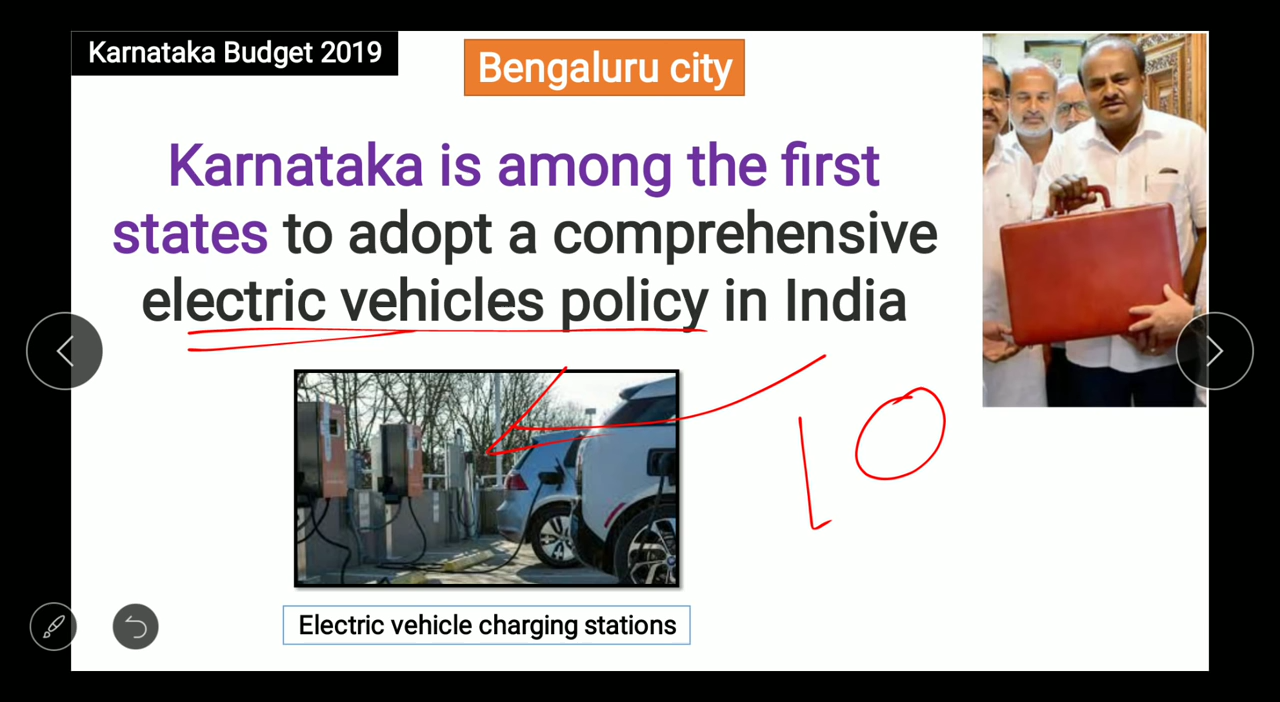 Karnataka Budget 2019
Bengaluru city
Karnataka is among the first
states to adopt a comprehensive
electric vehicles policy in India
10
Electric vehicle charging stations